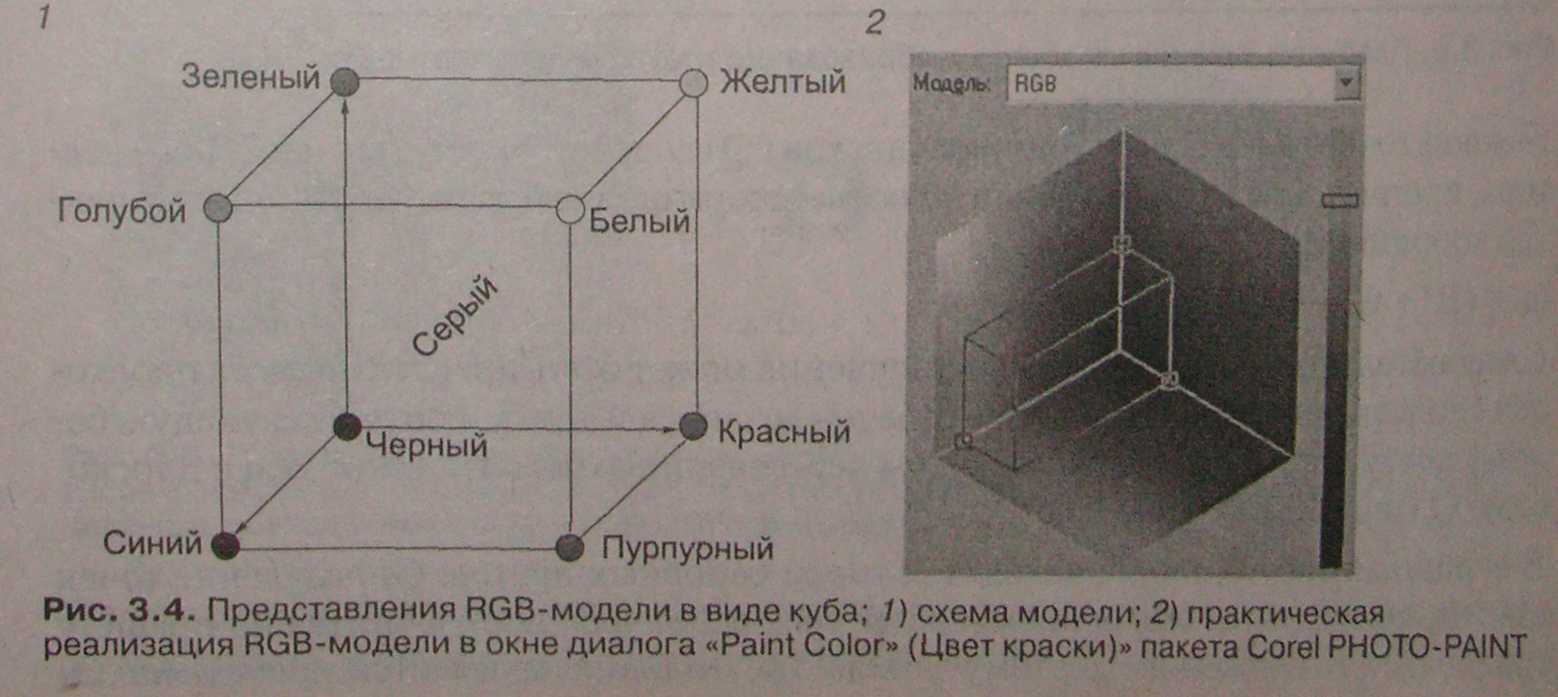 1
2
Зеленый
Желтый
Голубой
Белый
Серый
Черный
Красный
Синий
Пурпурный
Модель: RGB
Рис. 3.4. Представления RGB-модели в виде куба; 1) схема модели; 2) практическая
реализация RGB-модели в окне диалога «Paint Color» (Цвет краски)» пакета Corel PHOTO-PAINT